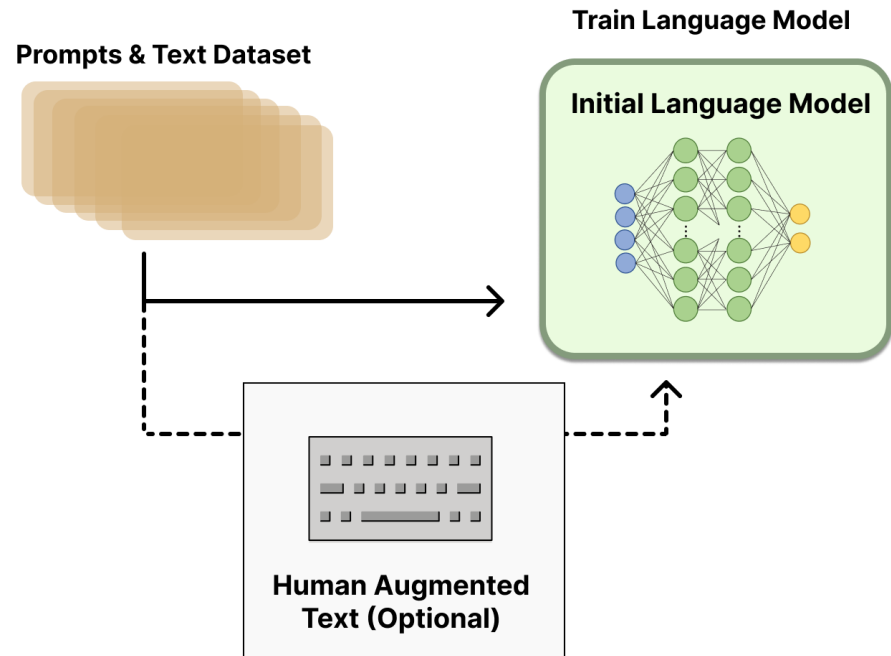 Train Language Model
Prompts & Text Dataset
Initial Language Model
Human Augmented
Text (Optional)